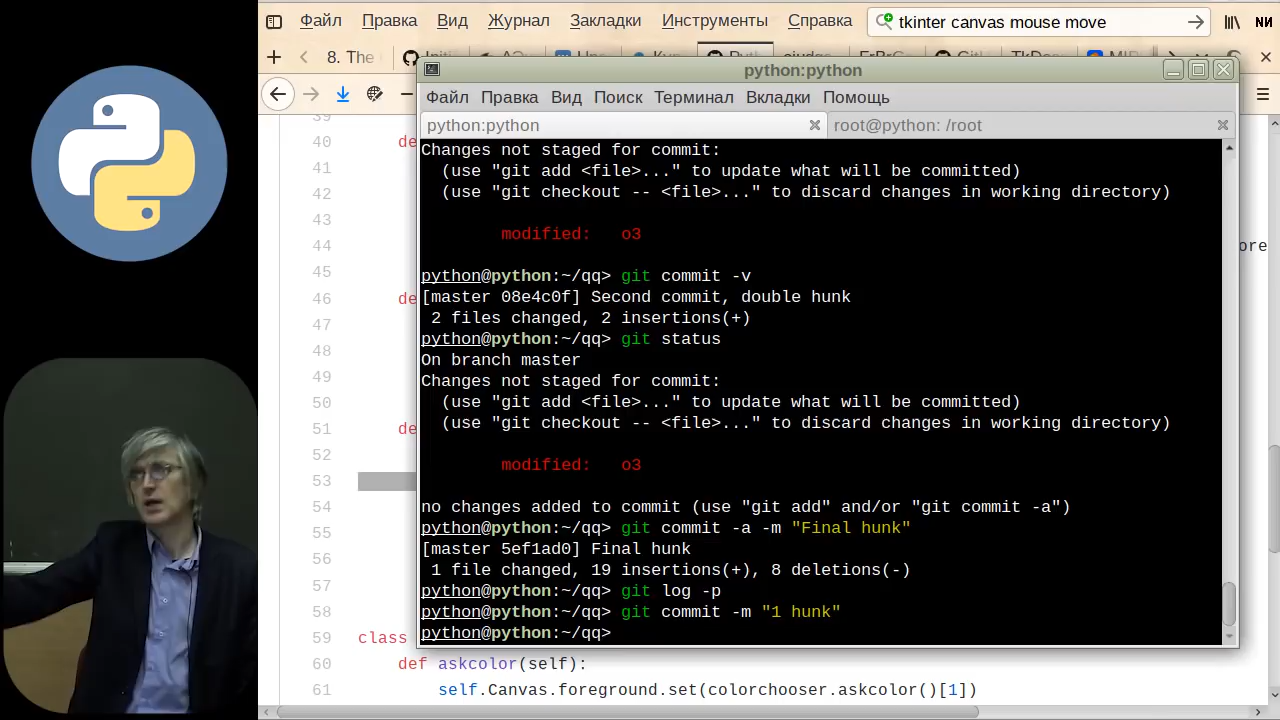 Файл Правка Вид Журнал Закладки Инструменты Справка
tkinter canvas mouse move
8. The
python:python
Файл Правка Вид Поиск Терминал Вкладки Помощь
python:python
root@python: /root
Changes not staged for commit:
(use "git add <file>..." to update what will be committed)
(use "git checkout -- <file>..." to discard changes in working directory)
modified: o3
python@python:~/qq> git commit -v
[master 08e4c0f] Second commit, double hunk
2 files changed, 2 insertions(+)
python@python:~/qq> git status
On branch master
Changes not staged for commit:
(use "git add <file>..." to update what will be committed)
(use "git checkout -- <file>..." to discard changes in working directory)
modified: o3
no changes added to commit (use "git add" and/or "git commit -a")
python@python:~/qq> git commit -a -m "Final hunk"
[master 5ef1ad0] Final hunk
1 file changed, 19 insertions(+), 8 deletions(-)
python@python:~/qq> git log -p
python@python:~/qq> git commit -m "1 hunk"
python@python:~/qq>
39
40 de
41
42
43
44 ore
45
46 de
47
48
49
50
51 de
52
53
54
55
56
57
58
59 class
60 def askcolor(self):
61 self.Canvas.foreground.set(colorchooser.askcolor()[1])